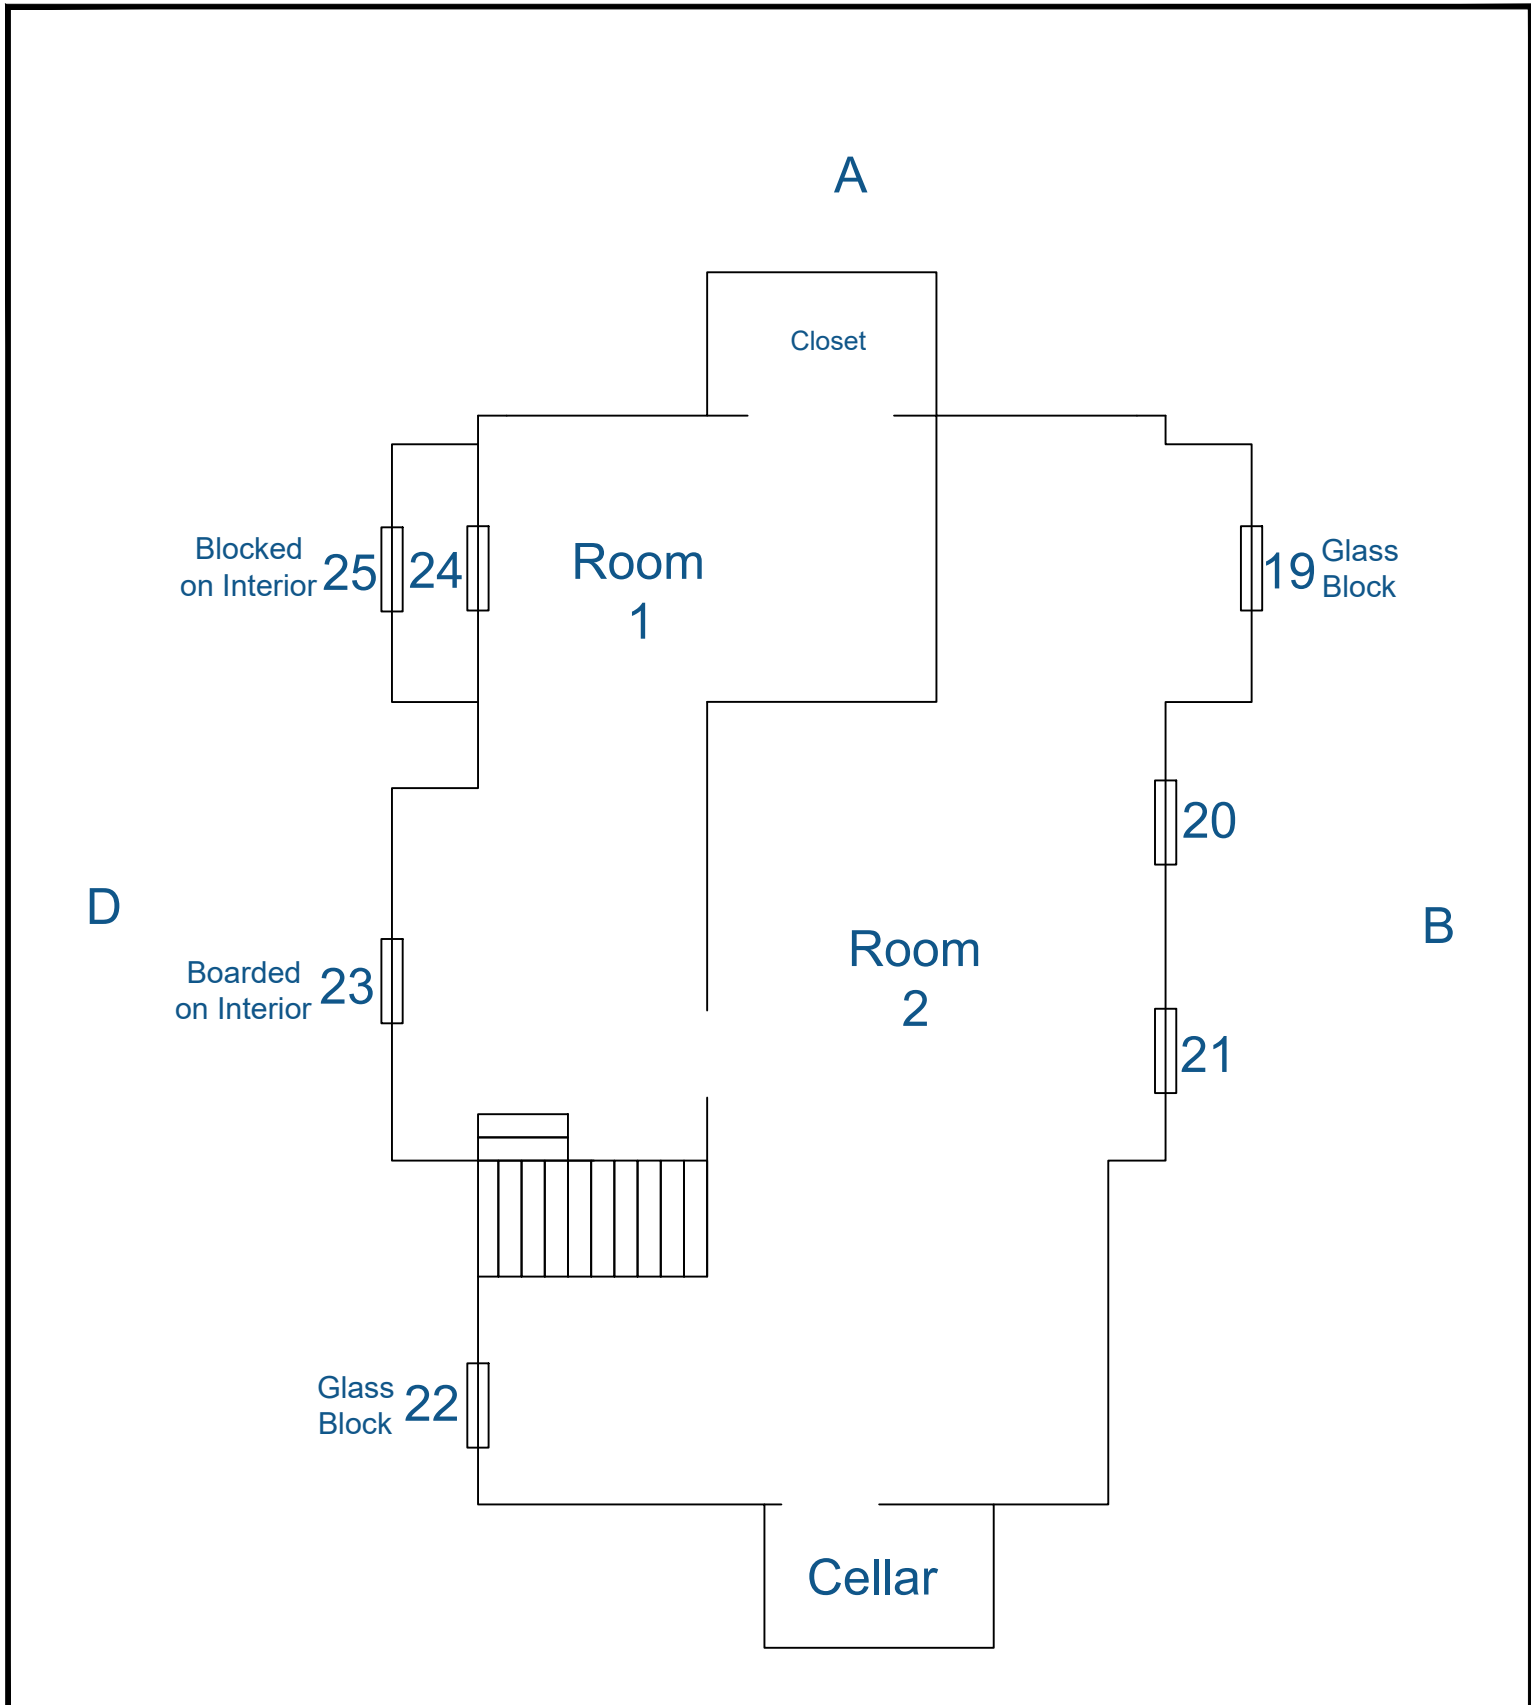 A
Closet
Blocked
on Interior
25
24
Room
1
19
Glass
Block
20
D
B
Room
2
Boarded
on Interior
23
21
Glass
Block
22
Cellar